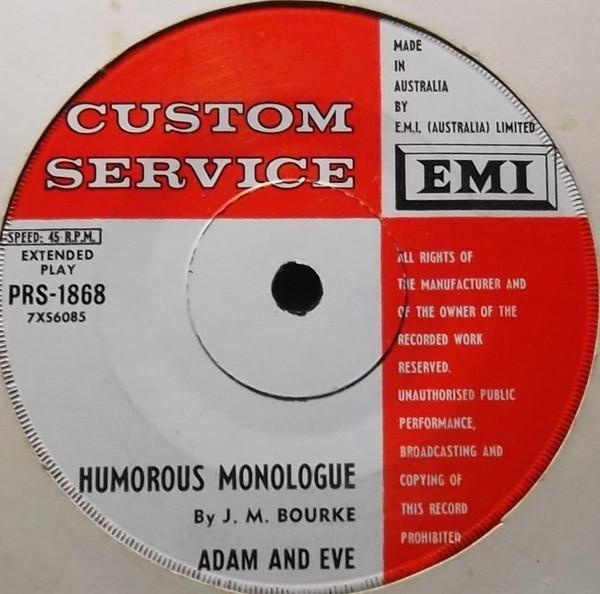 CUSTOM
SERVICE
MADE
IN
AUSTRALIA
BY
E.M.I. (AUSTRALIA) LIMITED
EMI
SPEED: 45 R.P.M.
EXTENDED
PLAY
PRS-1868
7XS6085
ALL RIGHTS OF
THE MANUFACTURER AND
OF THE OWNER OF THE
RECORDED WORK
RESERVED.
UNAUTHORISED PUBLIC
PERFORMANCE,
BROADCASTING AND
COPYING OF
THIS RECORD
PROHIBITED
HUMOROUS MONOLOGUE
By J. M. BOURKE
ADAM AND EVE